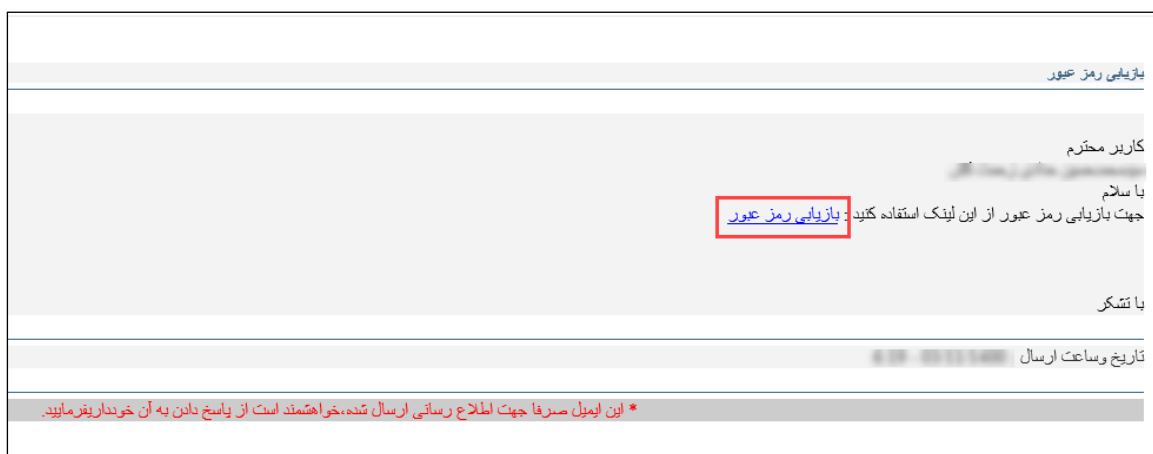 بازیابی رمز عبور
کاربر محترم
با سلام
جهت بازیابی رمز عبور از این لینک استفاده کنید : بازیابی رمز عبور
با تشکر
تاریخ وساعت ارسال :
* این ایمیل صرفا جهت اطلاع رسانی ارسال شده،خواهشمند است از پاسخ دادن به آن خودداریفرمایید.